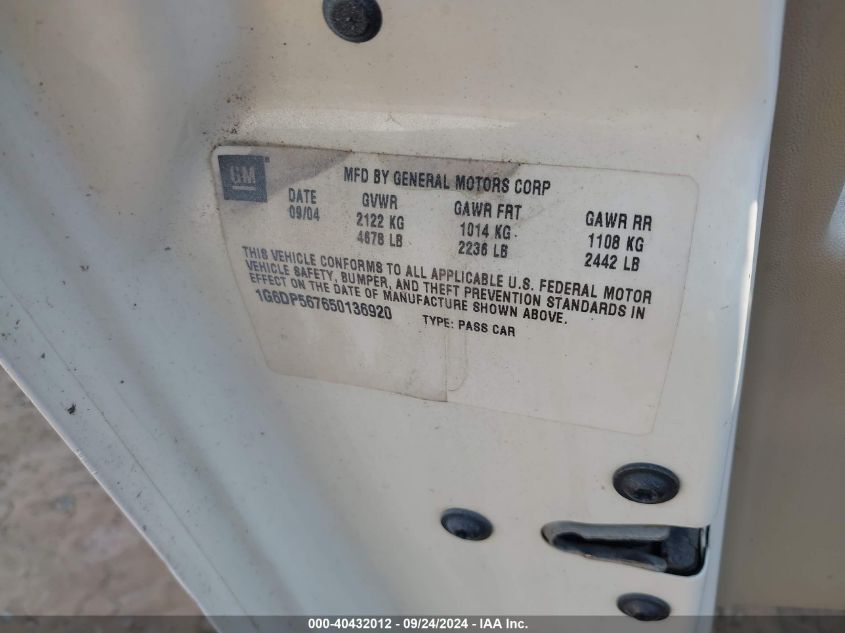 GM
MFD BY GENERAL MOTORS CORP
DATE GVWR GAWR FRT GAWR RR
09/04 2122 KG 1014 KG 1108 KG
4678 LB 2236 LB 2442 LB
THIS VEHICLE CONFORMS TO ALL APPLICABLE U.S. FEDERAL MOTOR
VEHICLE SAFETY, BUMPER, AND THEFT PREVENTION STANDARDS IN
EFFECT ON THE DATE OF MANUFACTURE SHOWN ABOVE.
1G6DP567650136920 TYPE: PASS CAR
000-40432012 - 09/24/2024 - IAA Inc.